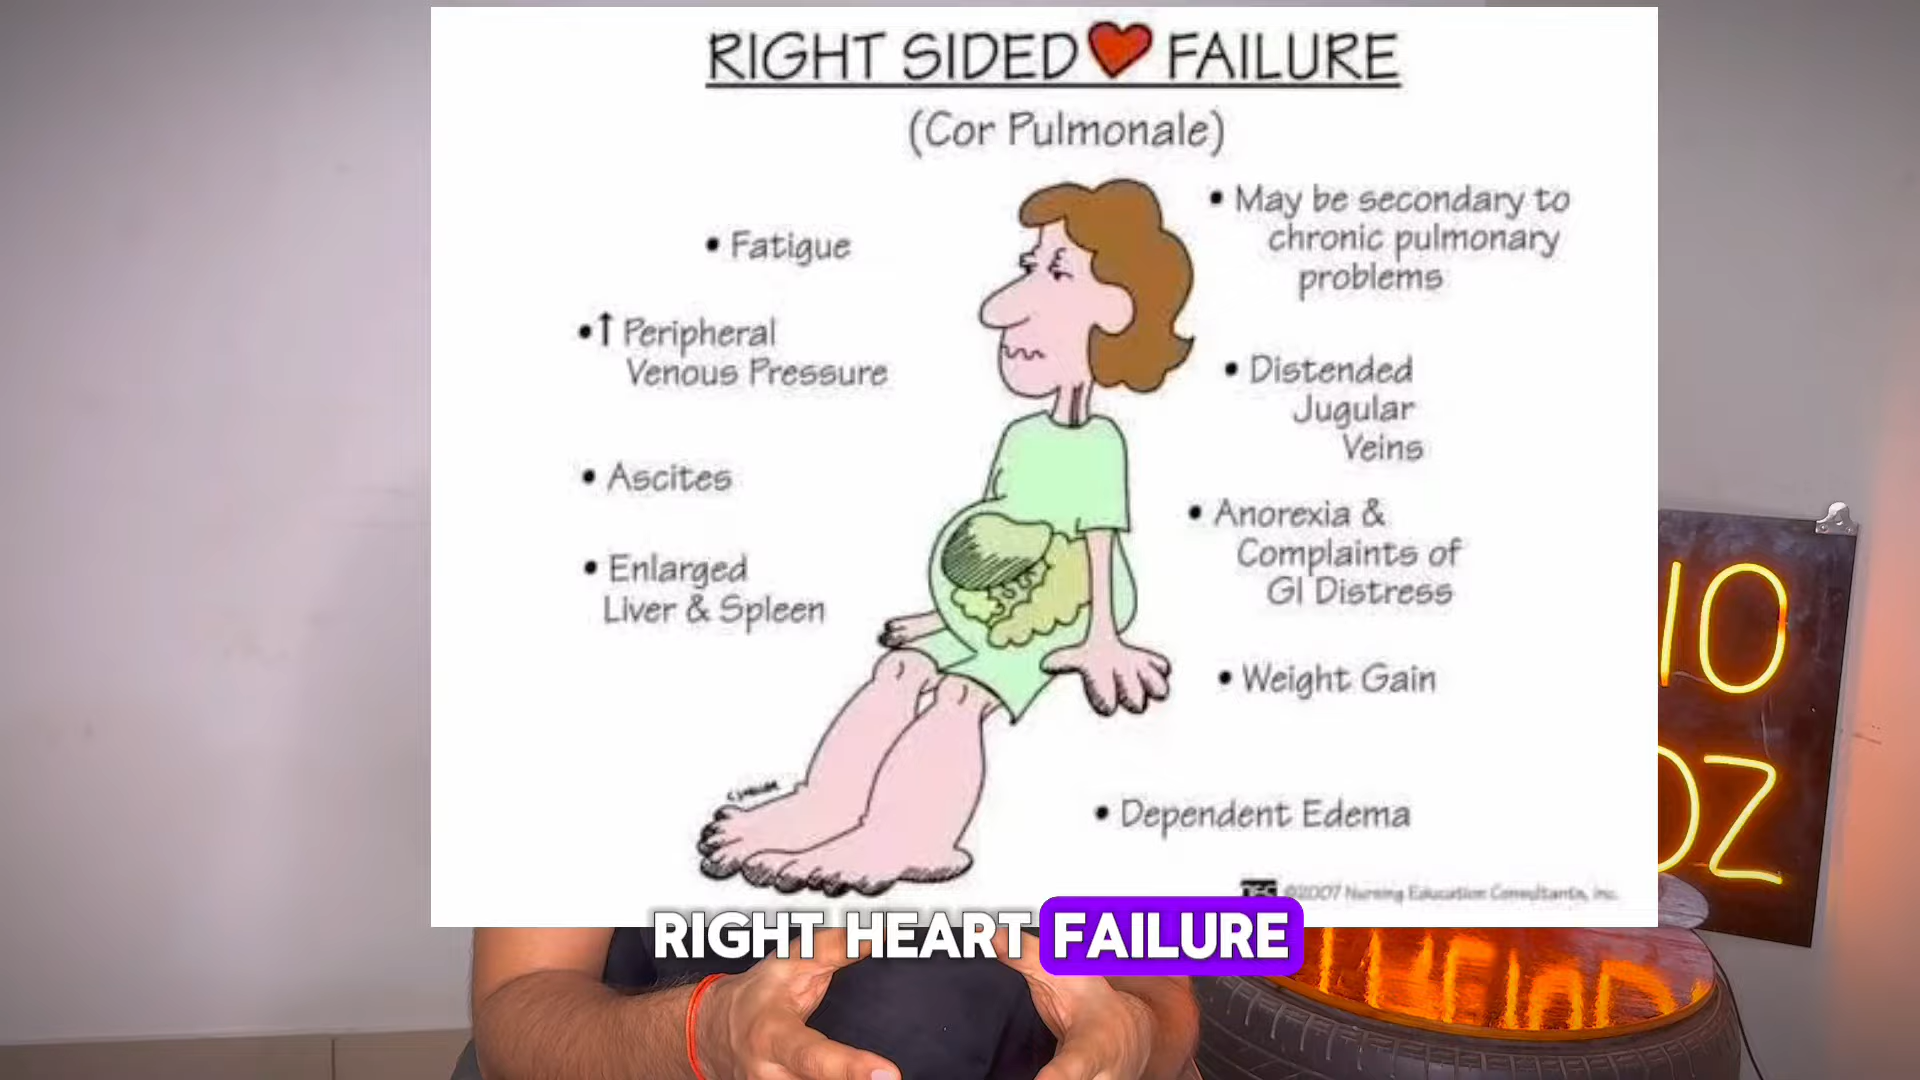 RIGHT SIDED FAILURE
(Cor Pulmonale)
• Fatigue
•↑ Peripheral
Venous Pressure
• Ascites
• Enlarged
Liver & Spleen
• May be secondary to
chronic pulmonary
problems
• Distended
Jugular
Veins
• Anorexia &
Complaints of
GI Distress
• Weight Gain
• Dependent Edema
©2007 Nursing Education Consultants, Inc.
RIGHT HEART FAILURE
IO
OZ